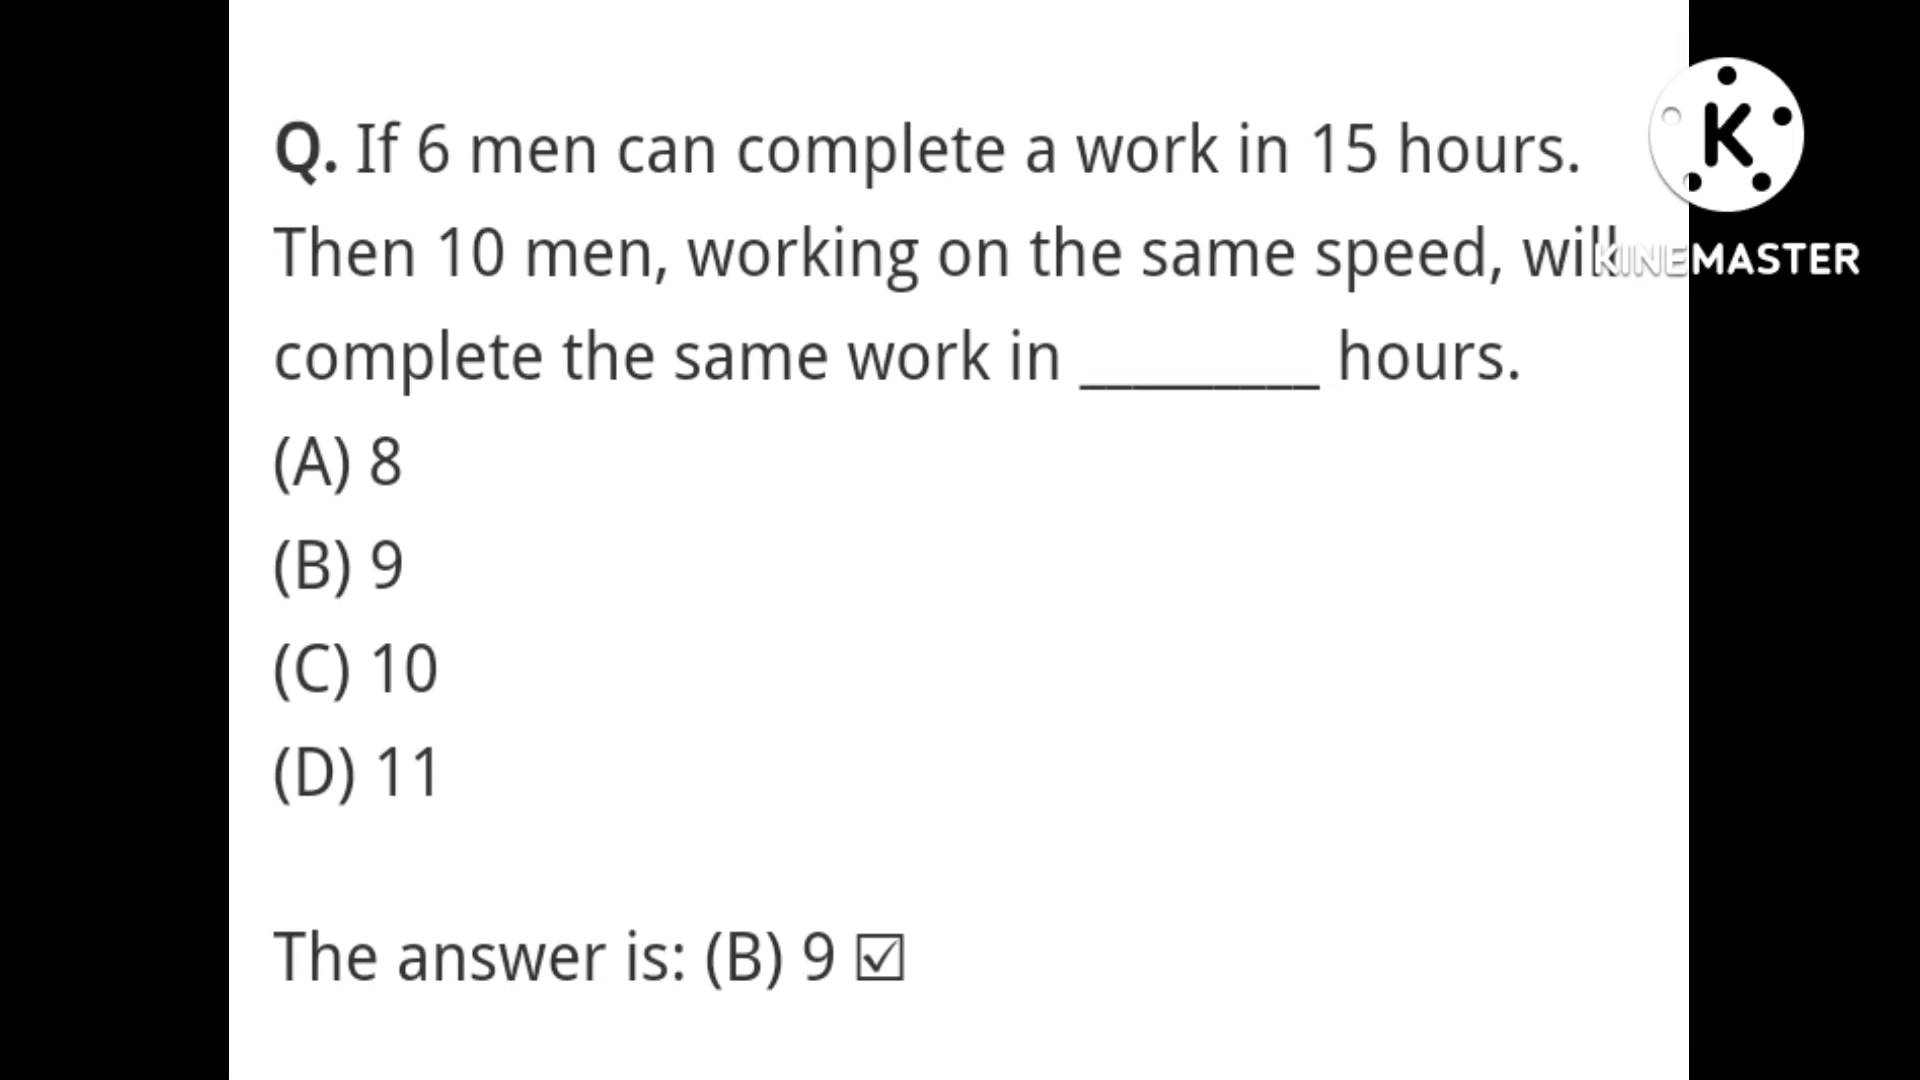 Q. If 6 men can complete a work in 15 hours.
Then 10 men, working on the same speed, will
complete the same work in _________ hours.
(A) 8
(B) 9
(C) 10
(D) 11
The answer is: (B) 9 ☑
K
KINEMASTER